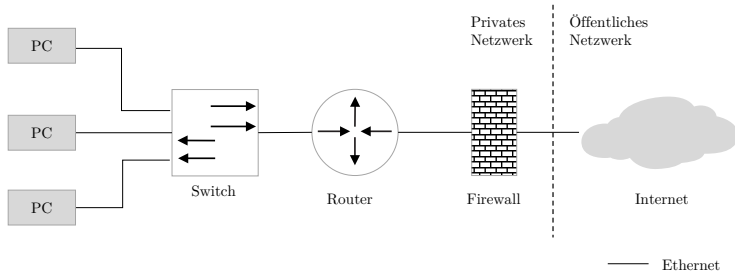 Privates
Netzwerk
Öffentliches
Netzwerk
PC
PC
PC
Switch
Router
Firewall
Internet
Ethernet